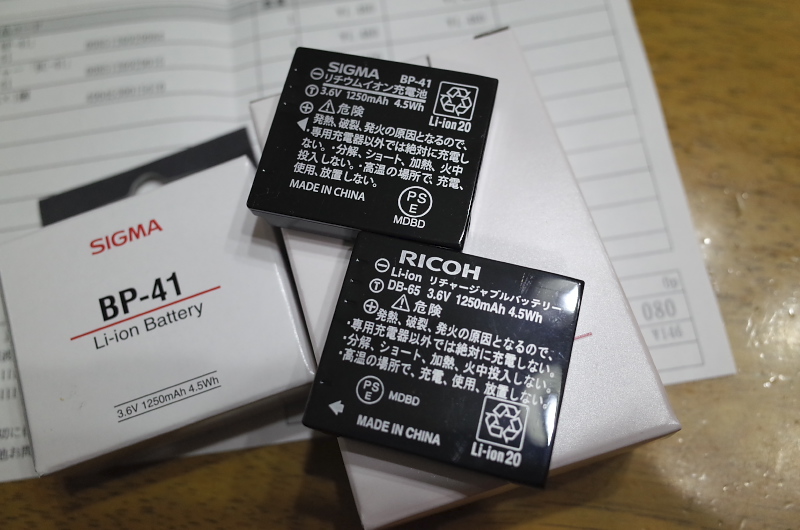 SIGMA
BP-41
リチウムイオン充電池
3.6V 1250mAh 4.5Wh
危険
発熱、破裂、発火の原因となるので、
・専用充電器以外では絶対に充電し
ない。・分解、ショート、加熱、火中
投入しない。・高温の場所で、充電、
使用、放置しない。
MADE IN CHINA
PS
E
MDBD
Li-ion 20
SIGMA
BP-41
Li-ion Battery
3.6V 1250mAh 4.5Wh
RICOH
Li-ion リチャージャブルバッテリー
DB-65 3.6V 1250mAh 4.5Wh
危険
発熱、破裂、発火の原因となるので、
・専用充電器以外では絶対に充電しない。
・分解、ショート、加熱、火中投入しない。
・高温の場所で、充電、使用、放置しない。
PS
E
MDBD
MADE IN CHINA
Li-ion 20
080